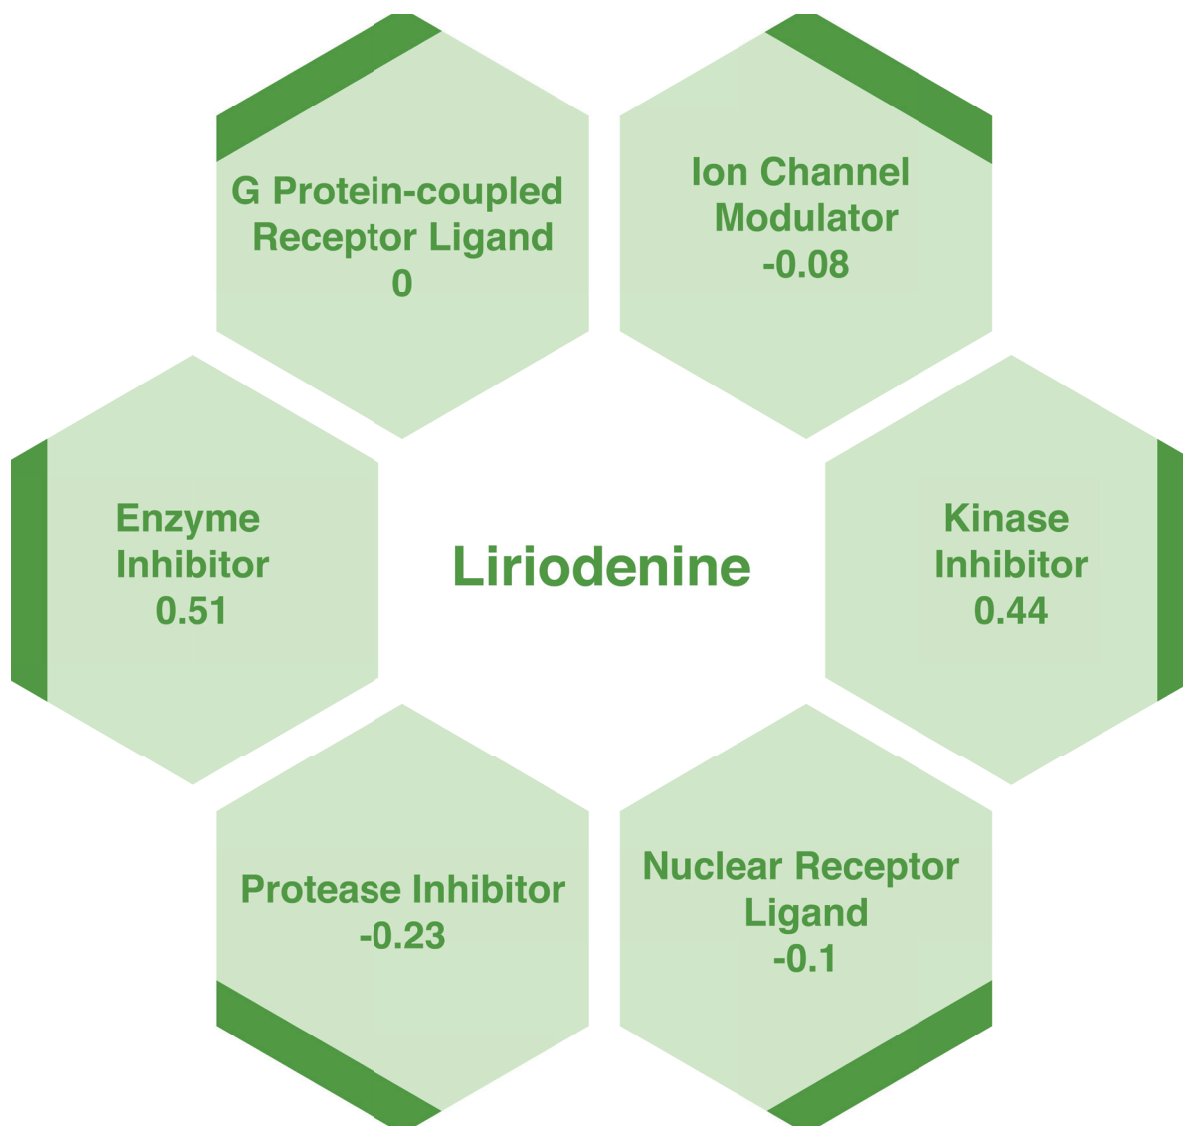 G Protein-coupled
Receptor Ligand
0
Ion Channel
Modulator
-0.08
Enzyme
Inhibitor
0.51
Liriodenine
Kinase
Inhibitor
0.44
Protease Inhibitor
-0.23
Nuclear Receptor
Ligand
-0.1